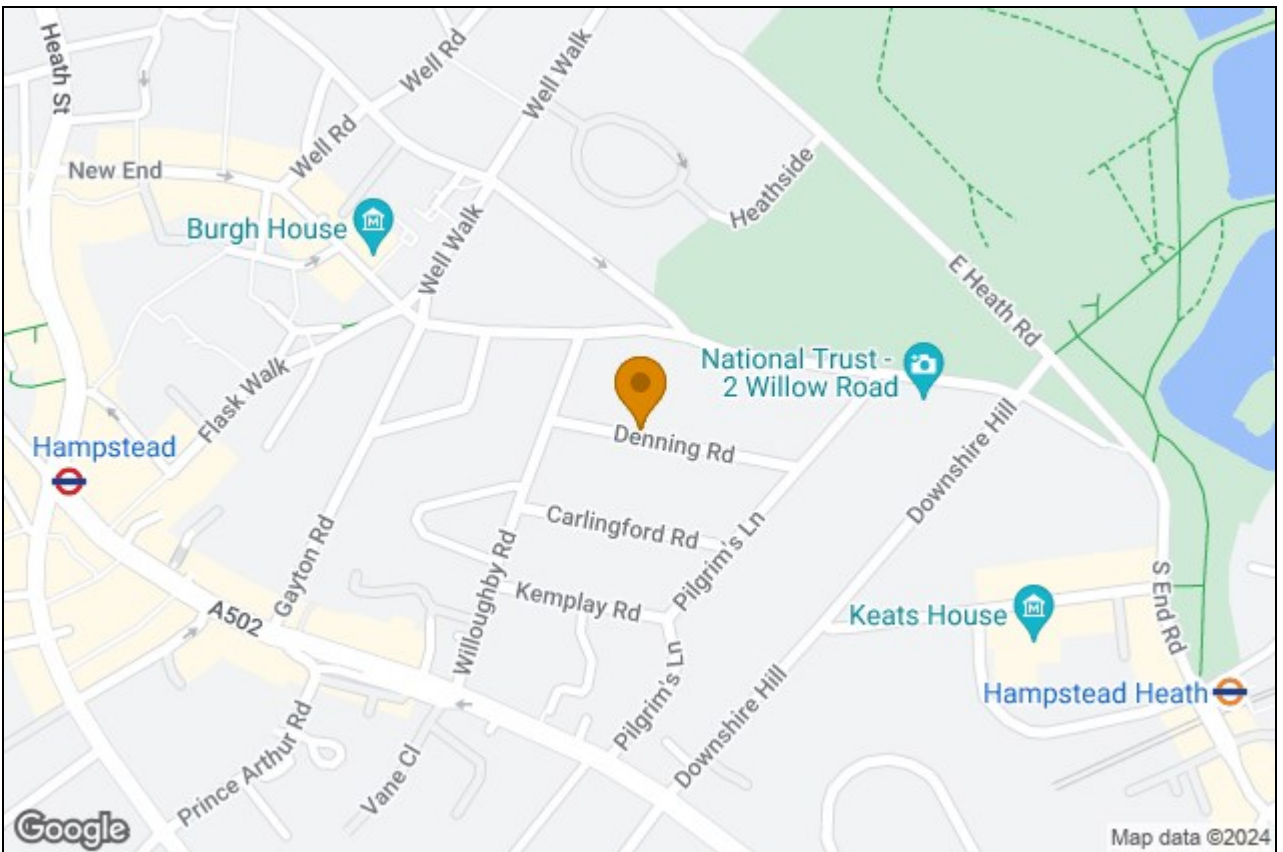 Heath St
Well Rd
Well Walk
New End
Well Rd
Burgh House
Well Walk
Heathside
E Heath Rd
National Trust -
2 Willow Road
Flask Walk
Hampstead
Denning Rd
Downshire Hill
Carlingford Rd
Gayton Rd
Willoughby Rd
Pilgrim's Ln
Kemplay Rd
A502
Keats House
S End Rd
Pilgrim's Ln
Hampstead Heath
Downshire Hill
Prince Arthur Rd
Vane Cl
Google
Map data ©2024